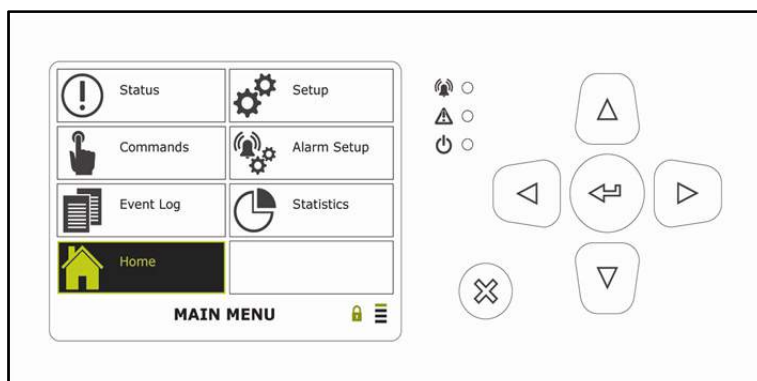 Status
Setup
Commands
Alarm Setup
Event Log
Statistics
Home
MAIN MENU